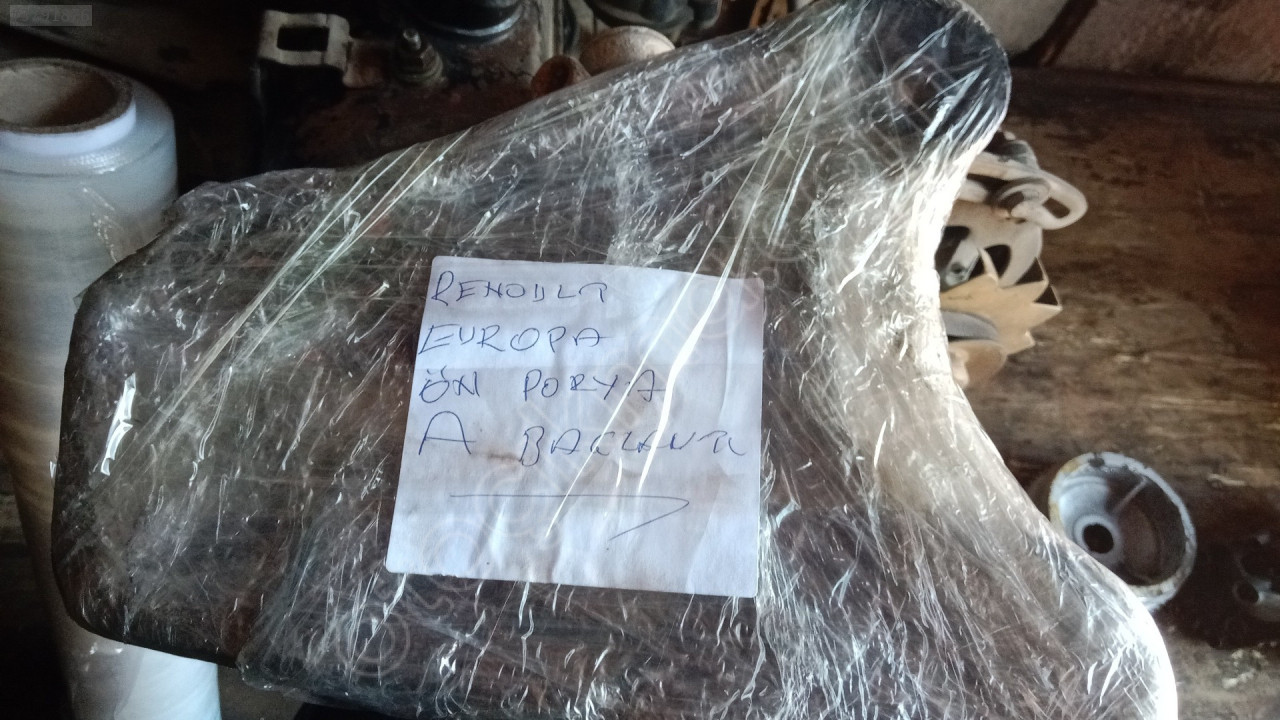 RENOULT
EUROPA
ÖN PORYA
A BAĞLANTI